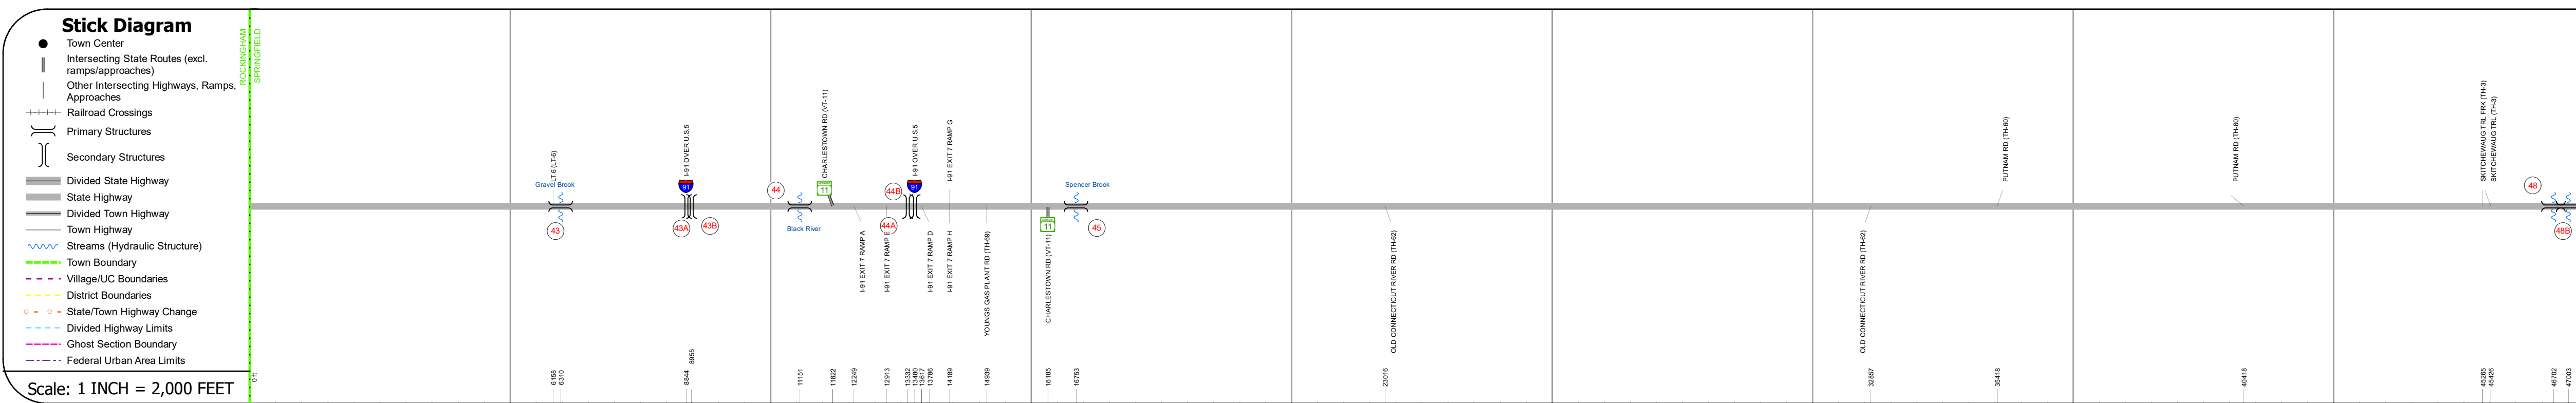 Stick Diagram
Town Center
Intersecting State Routes (excl.
ramps/approaches)
Other Intersecting Highways, Ramps,
Approaches
Railroad Crossings
Primary Structures
Secondary Structures
Divided State Highway
State Highway
Divided Town Highway
Town Highway
Streams (Hydraulic Structure)
Town Boundary
Village/UC Boundaries
District Boundaries
State/Town Highway Change
Divided Highway Limits
Ghost Section Boundary
Federal Urban Area Limits
Scale: 1 INCH = 2,000 FEET
ROCKINGHAM
SPRINGFIELD
LT 6 (LT-6)
Gravel Brook
43
I-91 OVER U.S.5
91
43A
43B
44
Black River
CHARLESTOWN RD (VT-11)
11
I-91 EXIT 7 RAMP A
I-91 EXIT 7 RAMP E
44B
44A
I-91 OVER U.S.5
91
I-91 EXIT 7 RAMP D
I-91 EXIT 7 RAMP G
I-91 EXIT 7 RAMP H
YOUNGS GAS PLANT RD (TH-69)
11
CHARLESTOWN RD (VT-11)
Spencer Brook
45
OLD CONNECTICUT RIVER RD (TH-62)
OLD CONNECTICUT RIVER RD (TH-62)
PUTNAM RD (TH-60)
PUTNAM RD (TH-60)
SKITCHEWAUG TRL FRK (TH-3)
SKITCHEWAUG TRL (TH-3)
48
48B
0 ft
6158
6310
8844
8955
11151
11822
12249
12913
13332
13480
13617
13786
14189
14939
16185
16753
23016
32857
35418
40418
45265
45426
46702
47003